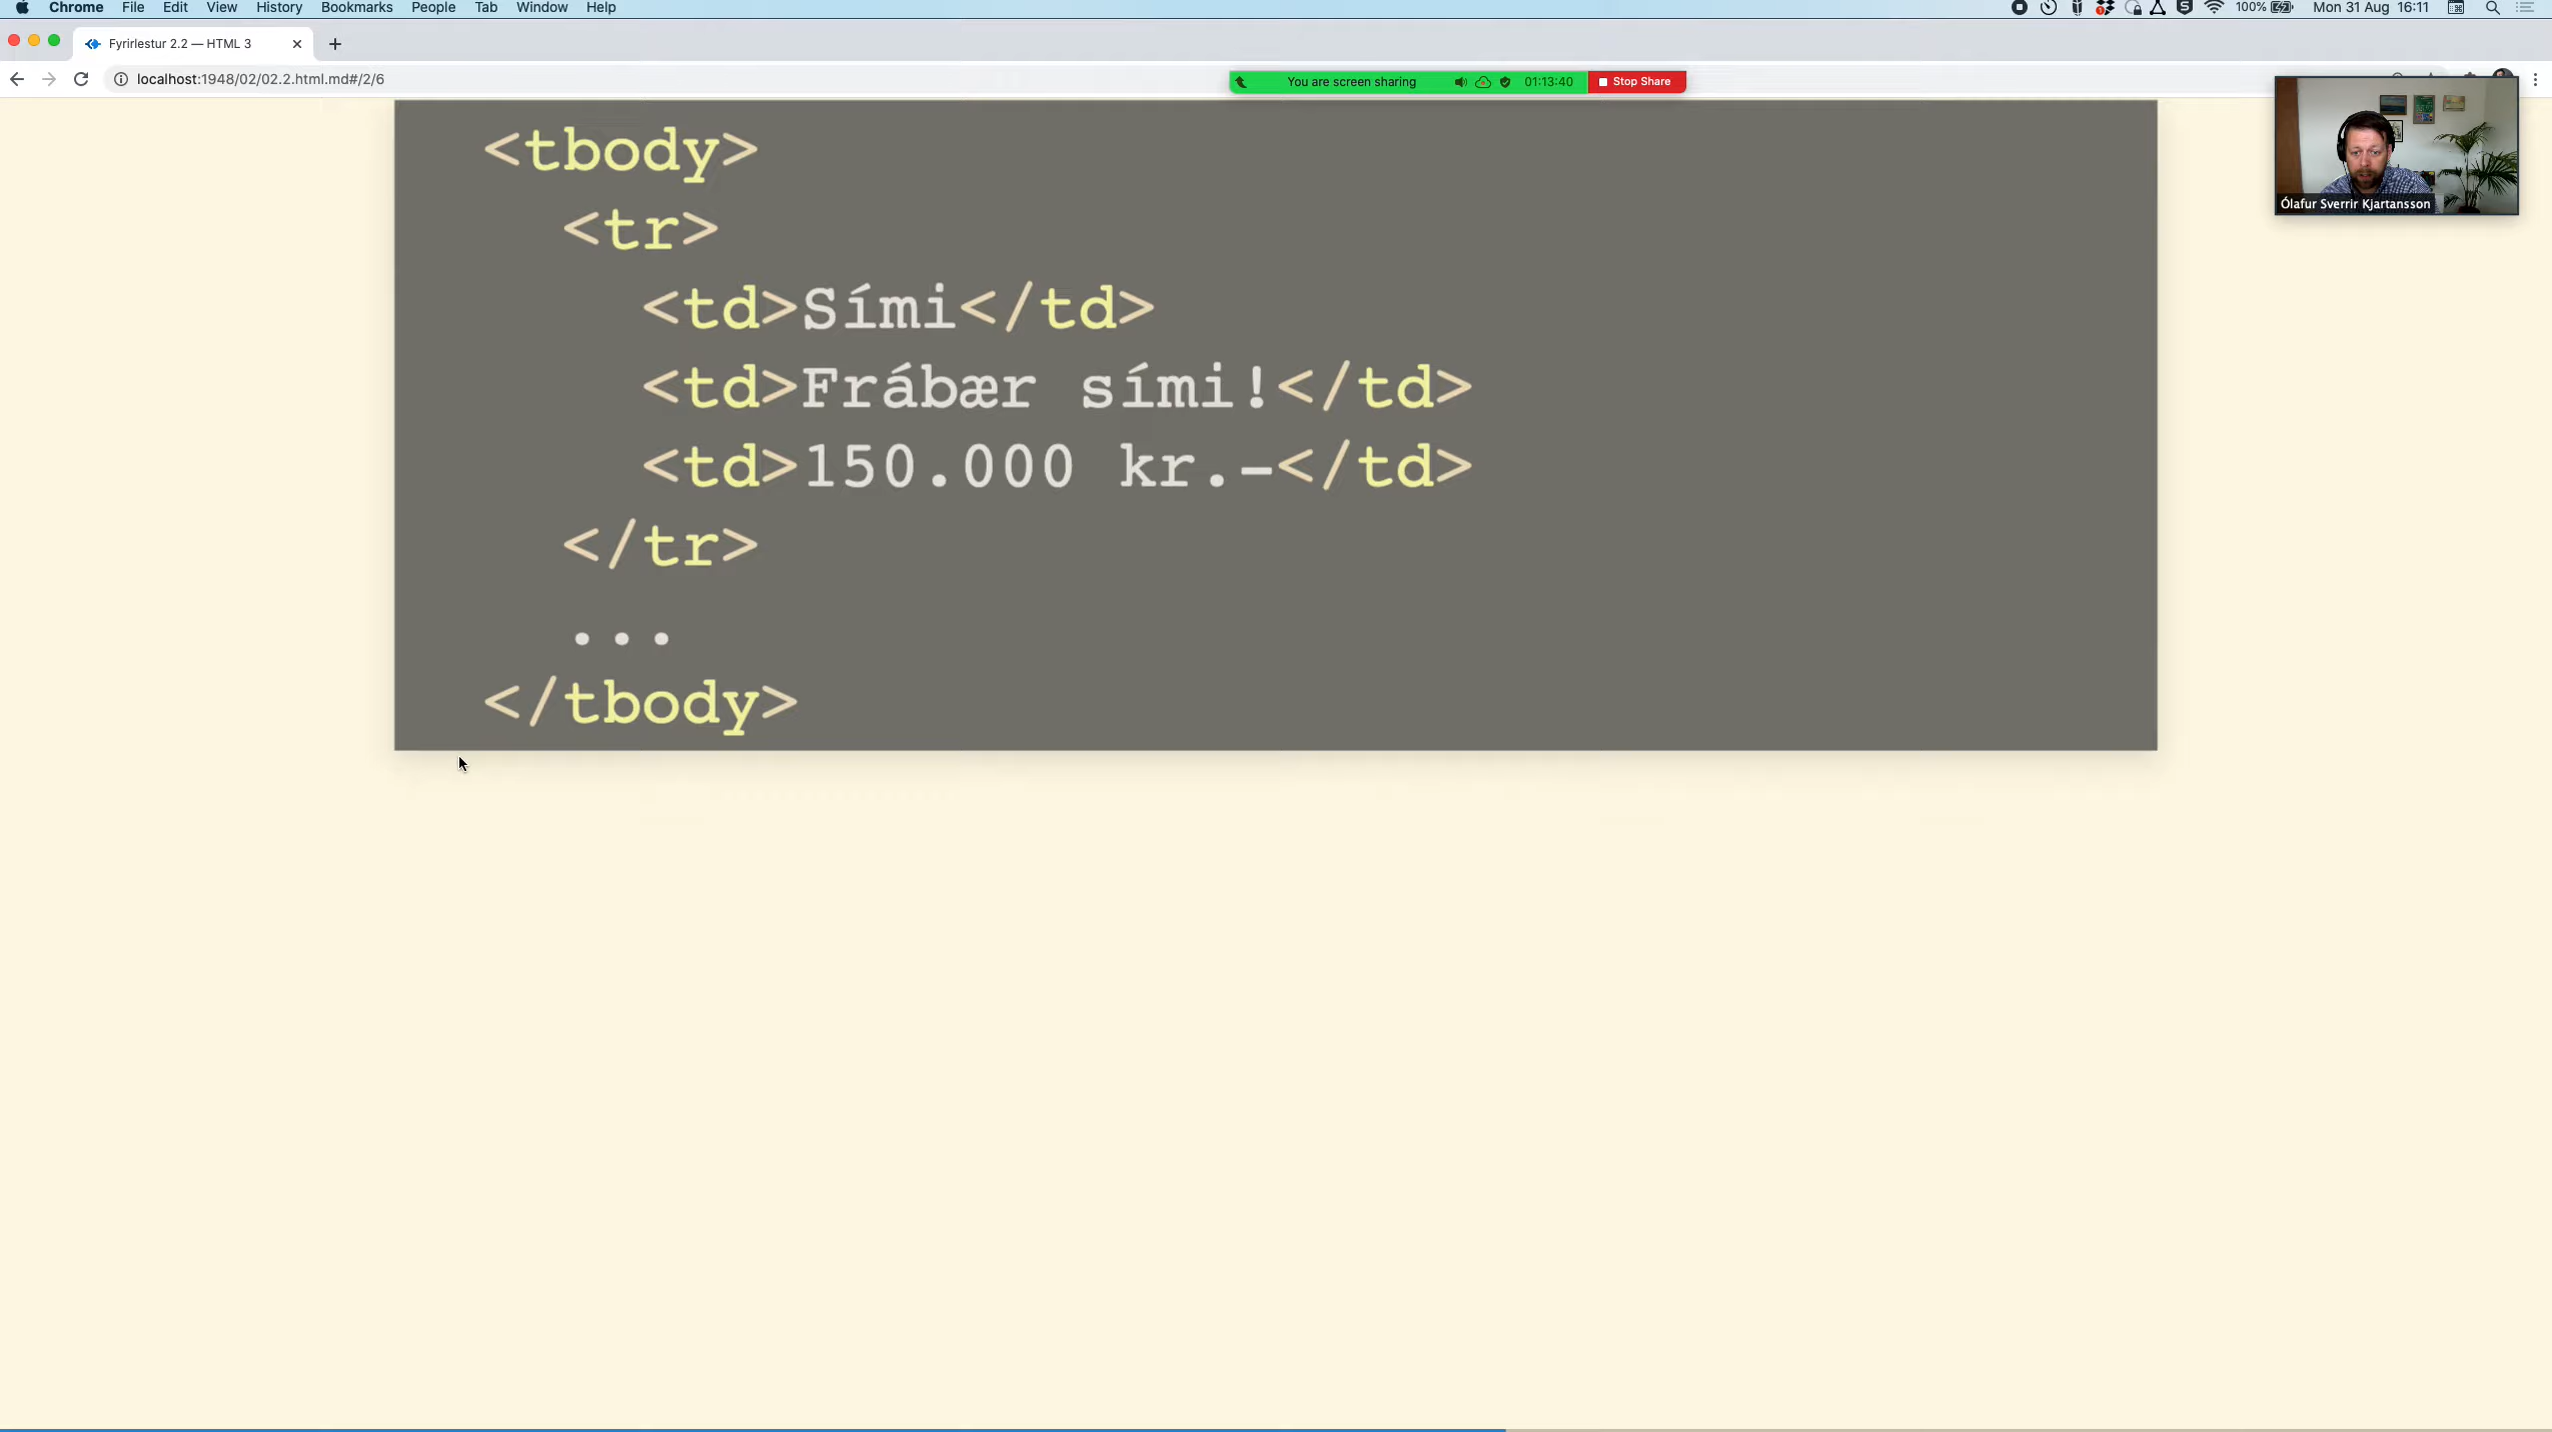 Chrome File Edit View History Bookmarks People Tab Window Help 100% Mon 31 Aug 16:11
Fyrirlestur 2.2 — HTML 3
localhost:1948/02/02.2.html.md#/2/6
You are screen sharing 01:13:40 Stop Share
Ólafur Sverrir Kjartansson
<tbody>
<tr>
<td>Sími</td>
<td>Frábær sími!</td>
<td>150.000 kr.-</td>
</tr>
...
</tbody>